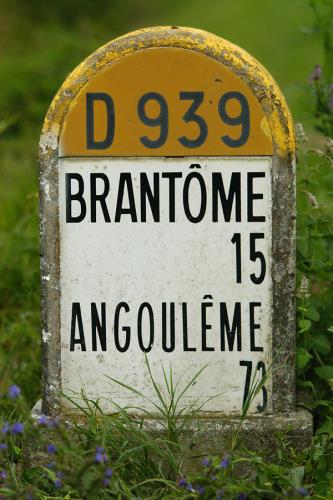 D 939
BRANTÔME
15
ANGOULÊME
73